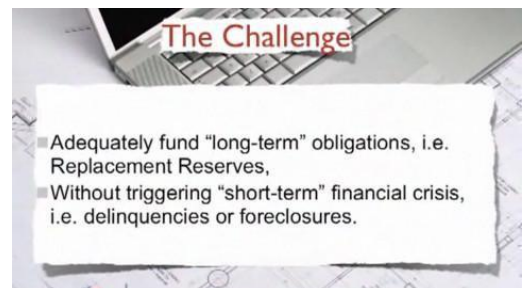 The Challenge
Adequately fund “long-term” obligations, i.e.
Replacement Reserves,
Without triggering “short-term” financial crisis,
i.e. delinquencies or foreclosures.